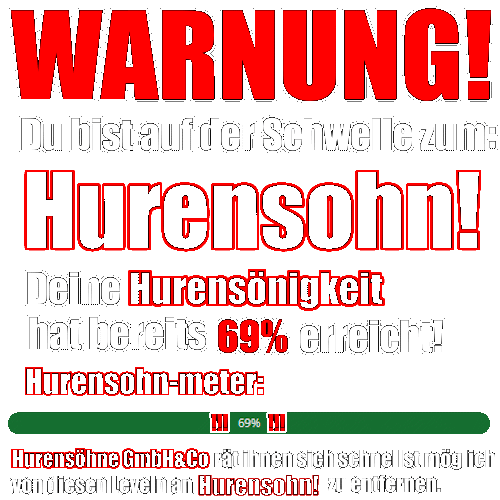 WARNUNG!
Du bist auf der Schwelle zum:
Hurensohn!
Deine Hurensönigkeit
hat bereits 69% erreicht!
Hurensohn-meter:
!!! 69% !!!
Hurensöhne GmbH&Co rät Ihnen sich schnellstmöglich
von diesen Level n an Hurensohn! zu entfernen.